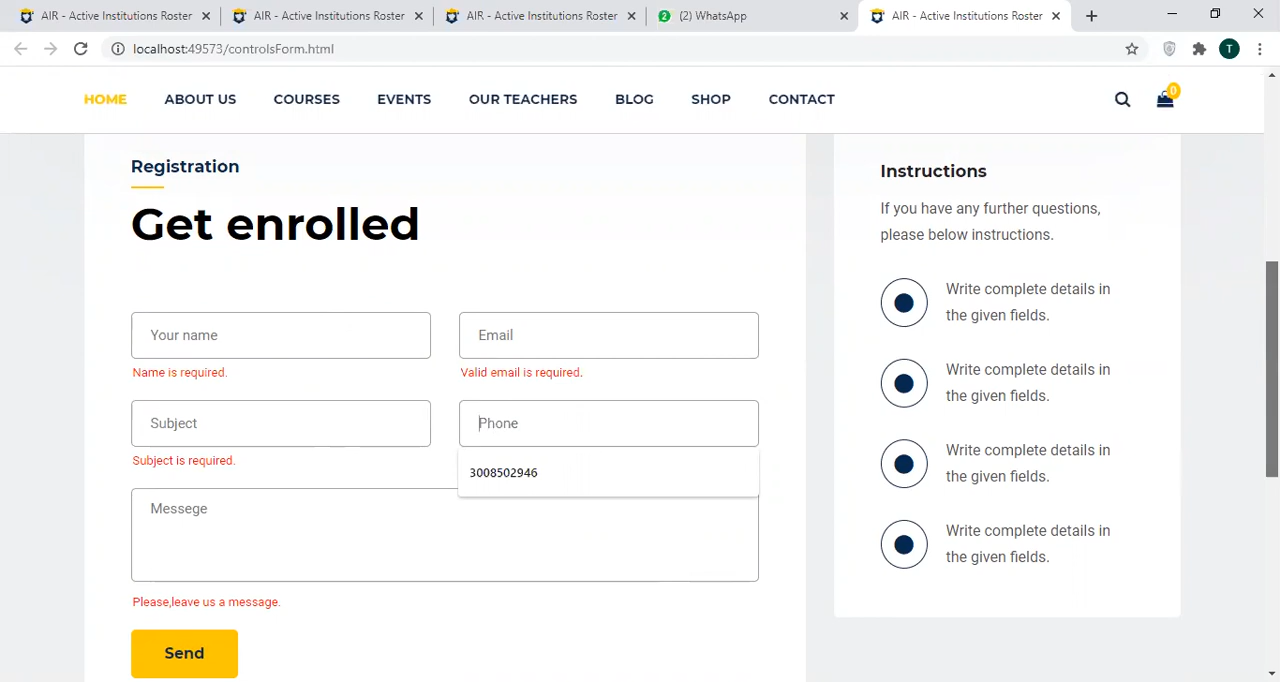 AIR - Active Institutions Roster
AIR - Active Institutions Roster
AIR - Active Institutions Roster
2
(2) WhatsApp
AIR - Active Institutions Roster
localhost:49573/controlsForm.html
T
HOME
ABOUT US
COURSES
EVENTS
OUR TEACHERS
BLOG
SHOP
CONTACT
0
Registration
Get enrolled
Your name
Email
Name is required.
Valid email is required.
Subject
Phone
Subject is required.
3008502946
Messege
Please,leave us a message.
Send
Instructions
If you have any further questions,
please below instructions.
Write complete details in
the given fields.
Write complete details in
the given fields.
Write complete details in
the given fields.
Write complete details in
the given fields.